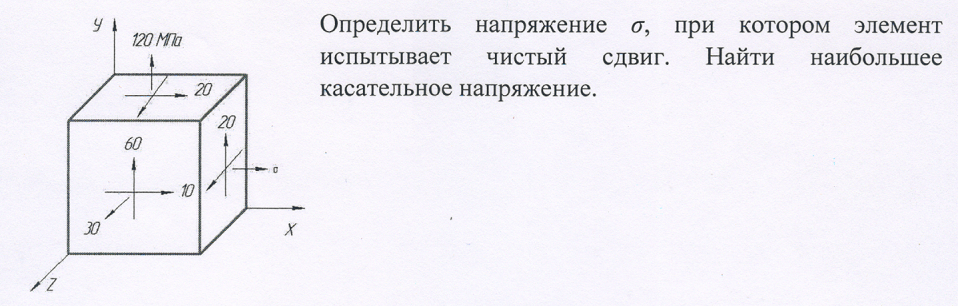 Определить напряжение σ, при котором элемент
испытывает чистый сдвиг. Найти наибольшее
касательное напряжение.
y
120 МПа
20
20
60
σ
10
30
x
z